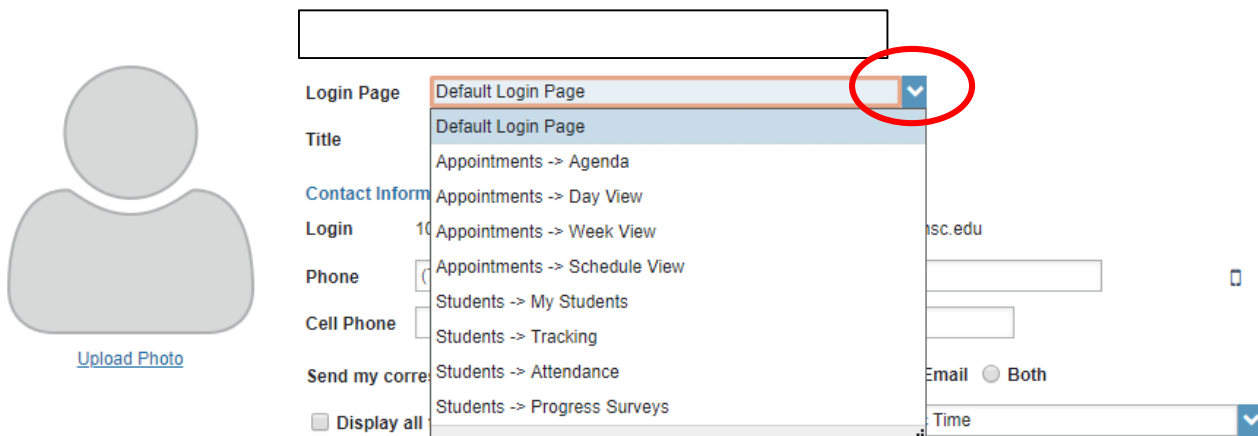 Login Page Default Login Page
Default Login Page
Title
Appointments -> Agenda
Contact Inform
Appointments -> Day View
Login 10 nsc.edu
Appointments -> Week View
Appointments -> Schedule View
Phone (
Students -> My Students
Cell Phone
Students -> Tracking
Upload Photo
Send my corre Email Both
Students -> Attendance
Students -> Progress Surveys
Display all Time